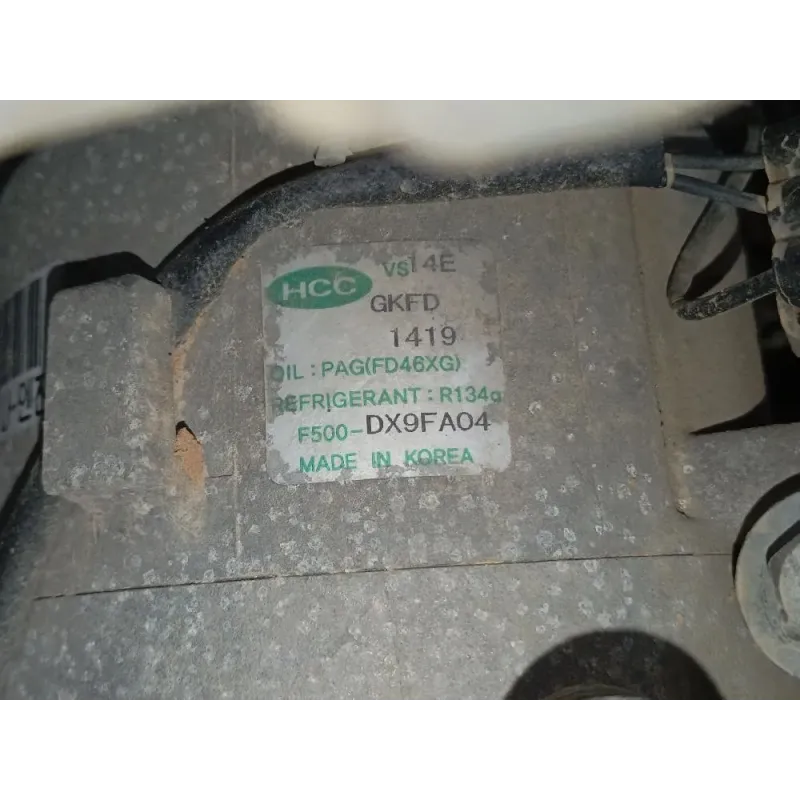 HCC
VS14E
GKFD
1419
OIL : PAG(FD46XG)
REFRIGERANT : R134a
F500-DX9FA04
MADE IN KOREA